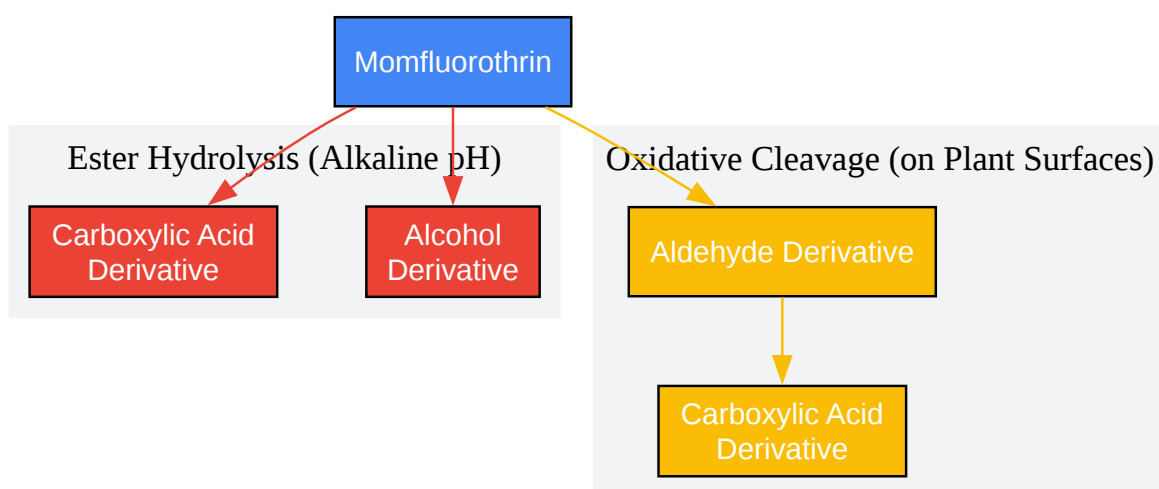 Momfluorothrin
Ester Hydrolysis (Alkaline pH)
Carboxylic Acid
Derivative
Alcohol
Derivative
Oxidative Cleavage (on Plant Surfaces)
Aldehyde Derivative
Carboxylic Acid
Derivative